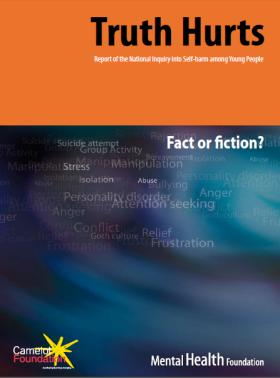 Truth Hurts
Report of the National Inquiry into Self-harm among Young People
Fact or fiction?
Suicide attempt
Group Activity
Bereavement
Isolation
Manipulation
Stress
Manipulation
Isolation
Abuse
Abuse
Bullying
Personality disorder
Personality disorder
Anger
Attention seeking
Anger
Conflict
Relief
Goth culture
Frustration
Frustration
Camelot
Foundation
Mental Health Foundation